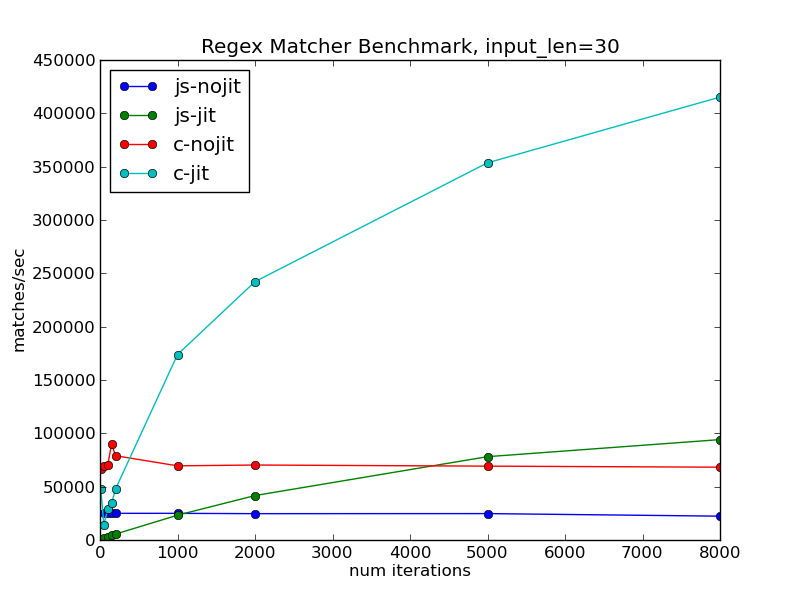 Regex Matcher Benchmark, input_len=30
450000
400000
350000
300000
250000
200000
150000
100000
50000
0
matches/sec
js-nojit
js-jit
c-nojit
c-jit
0 1000 2000 3000 4000 5000 6000 7000 8000
num iterations